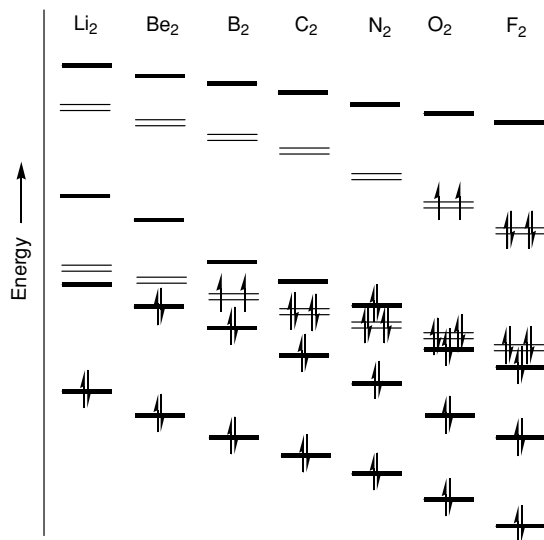 Li₂ Be₂ B₂ C₂ N₂ O₂ F₂
Energy